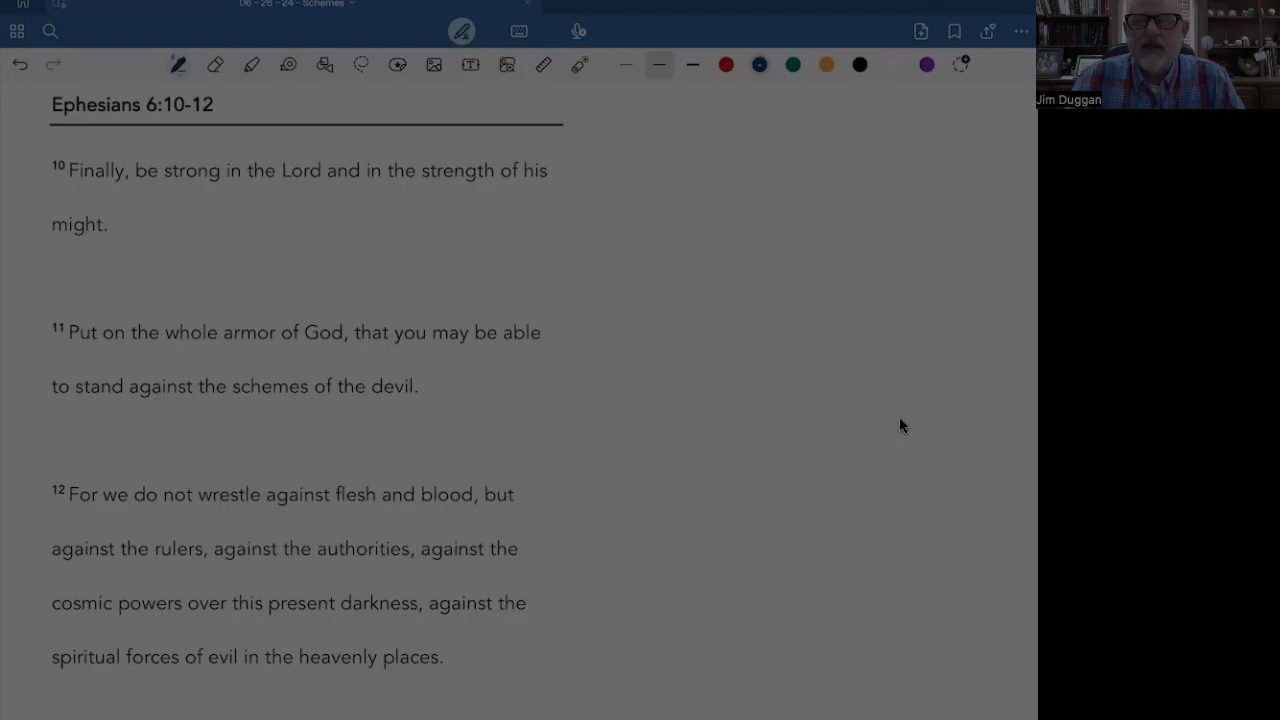 06 - 26 - 24 - Schemes
Jim Duggan
Ephesians 6:10-12
10 Finally, be strong in the Lord and in the strength of his
might.
11 Put on the whole armor of God, that you may be able
to stand against the schemes of the devil.
12 For we do not wrestle against flesh and blood, but
against the rulers, against the authorities, against the
cosmic powers over this present darkness, against the
spiritual forces of evil in the heavenly places.